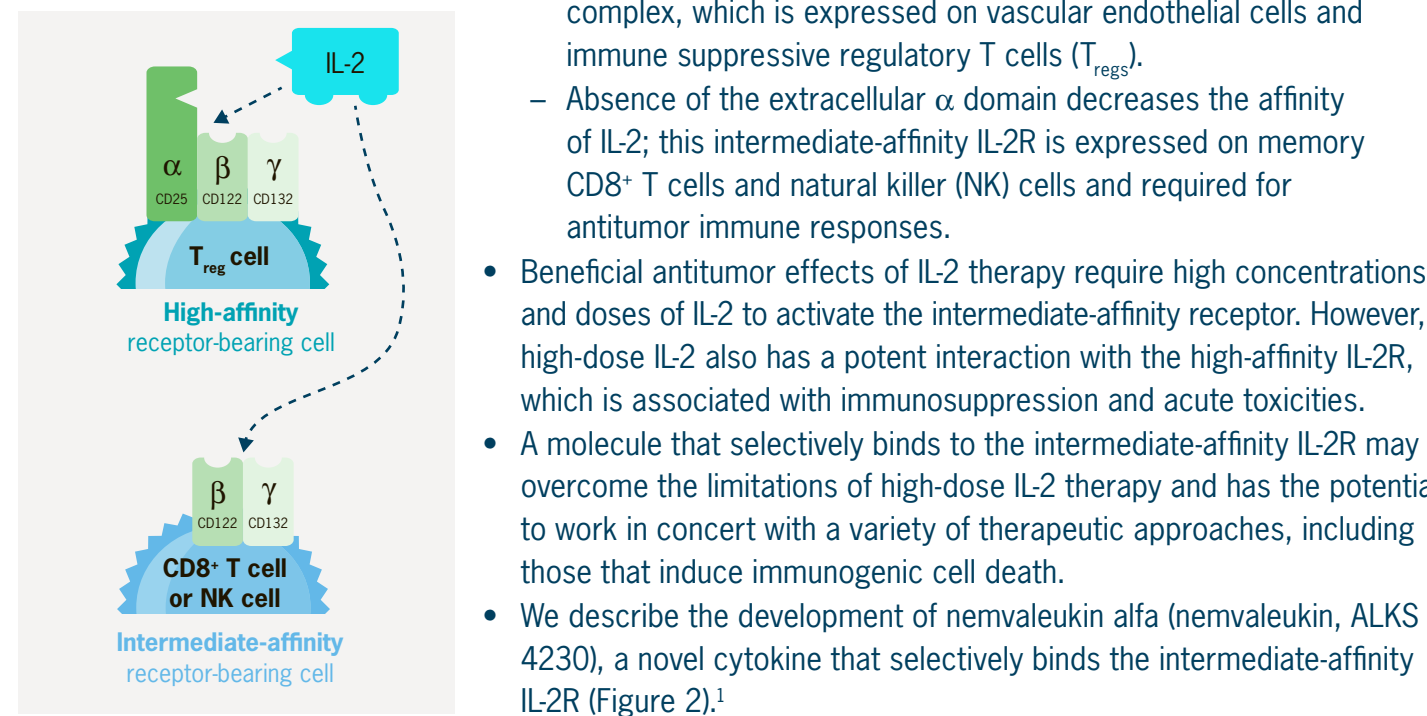 IL-2
α
β
γ
CD25
CD122
CD132
Treg cell
High-affinity
receptor-bearing cell
β
γ
CD122
CD132
CD8+ T cell
or NK cell
Intermediate-affinity
receptor-bearing cell
complex, which is expressed on vascular endothelial cells and
immune suppressive regulatory T cells (Tregs).
– Absence of the extracellular α domain decreases the affinity
of IL-2; this intermediate-affinity IL-2R is expressed on memory
CD8+ T cells and natural killer (NK) cells and required for
antitumor immune responses.
• Beneficial antitumor effects of IL-2 therapy require high concentrations
and doses of IL-2 to activate the intermediate-affinity receptor. However,
high-dose IL-2 also has a potent interaction with the high-affinity IL-2R,
which is associated with immunosuppression and acute toxicities.
• A molecule that selectively binds to the intermediate-affinity IL-2R may
overcome the limitations of high-dose IL-2 therapy and has the potentia
to work in concert with a variety of therapeutic approaches, including
those that induce immunogenic cell death.
• We describe the development of nemvaleukin alfa (nemvaleukin, ALKS
4230), a novel cytokine that selectively binds the intermediate-affinity
IL-2R (Figure 2).1